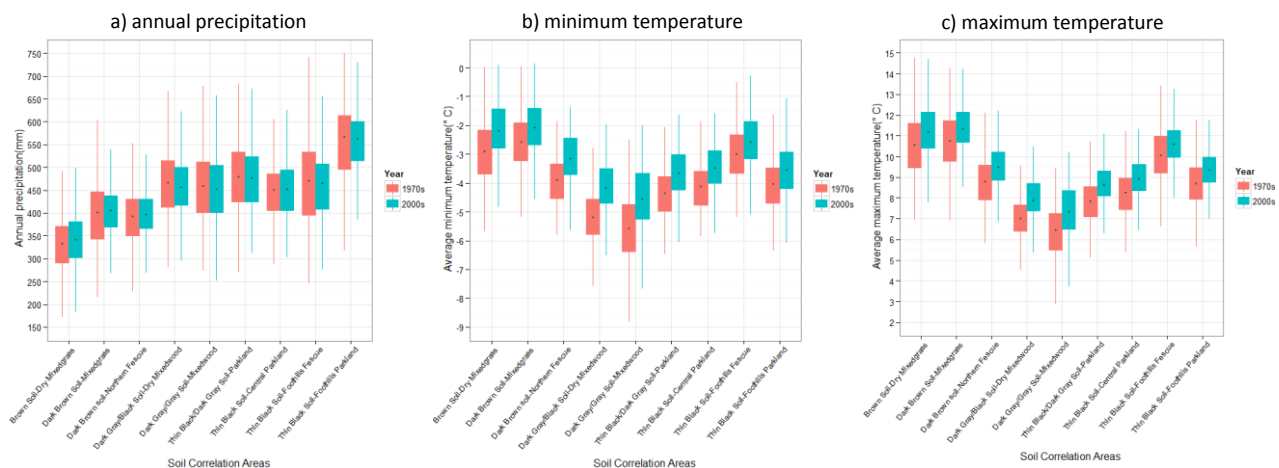 a) annual precipitation
b) minimum temperature
c) maximum temperature
Annual precipitation(mm)
750
700
650
600
550
500
450
400
350
300
250
200
150
Brown Soil-Dry Mixedgrass
Dark Brown Soil-Mixedgrass
Dark Brown soil-Northern Fescue
Dark Gray/Black Soil-Dry Mixedwood
Dark Gray/Gray Soil-Mixedwood
Thin Black/Dark Gray Soil-Parkland
Thin Black Soil-Central Parkland
Thin Black Soil-Foothills Fescue
Thin Black Soil-Foothills Parkland
Soil Correlation Areas
Year
1970s
2000s
Average minimum temperature(° C)
0
-1
-2
-3
-4
-5
-6
-7
-8
-9
Brown Soil-Dry Mixedgrass
Dark Brown Soil-Mixedgrass
Dark Brown soil-Northern Fescue
Dark Gray/Black Soil-Dry Mixedwood
Dark Gray/Gray Soil-Mixedwood
Thin Black/Dark Gray Soil-Parkland
Thin Black Soil-Central Parkland
Thin Black Soil-Foothills Fescue
Thin Black Soil-Foothills Parkland
Soil Correlation Areas
Year
1970s
2000s
Average maximum temperature(° C)
15
14
13
12
11
10
9
8
7
6
5
4
3
2
Brown Soil-Dry Mixedgrass
Dark Brown Soil-Mixedgrass
Dark Brown soil-Northern Fescue
Dark Gray/Black Soil-Dry Mixedwood
Dark Gray/Gray Soil-Mixedwood
Thin Black/Dark Gray Soil-Parkland
Thin Black Soil-Central Parkland
Thin Black Soil-Foothills Fescue
Thin Black Soil-Foothills Parkland
Soil Correlation Areas
Year
1970s
2000s